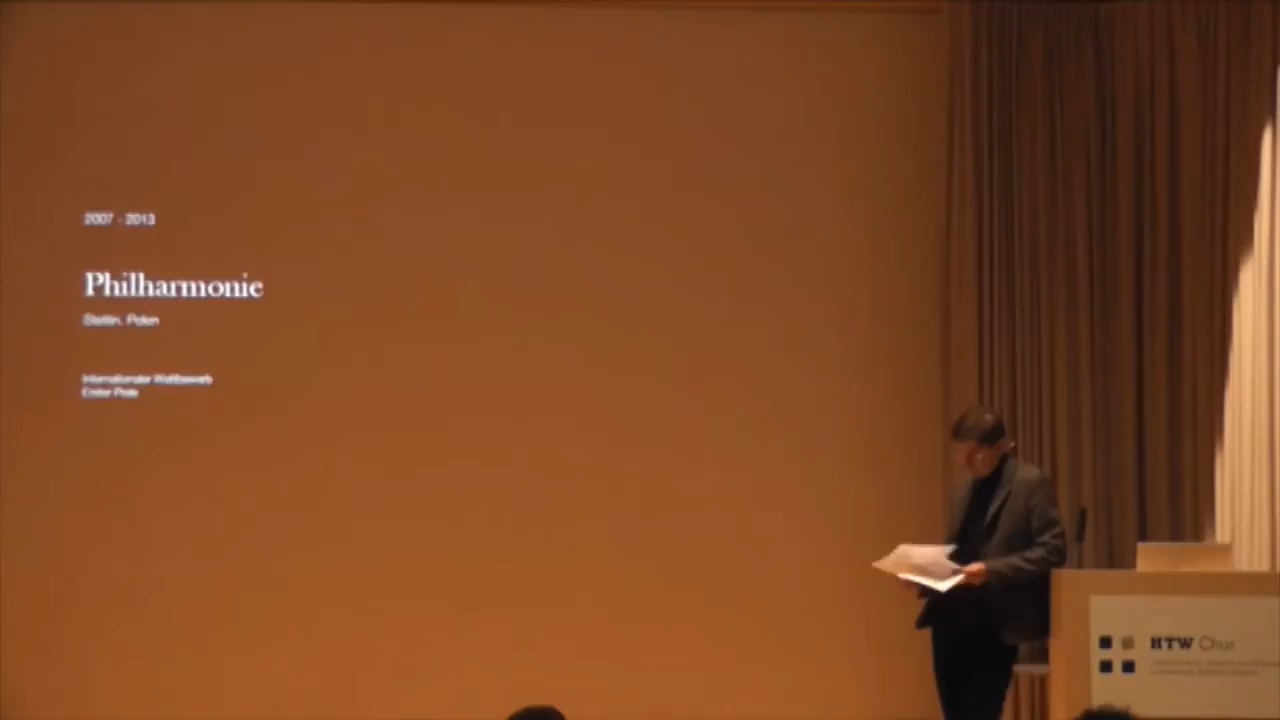 2007 - 2013
Philharmonie
Stettin, Polen
Internationaler Wettbewerb
Erster Preis
HTW Chur